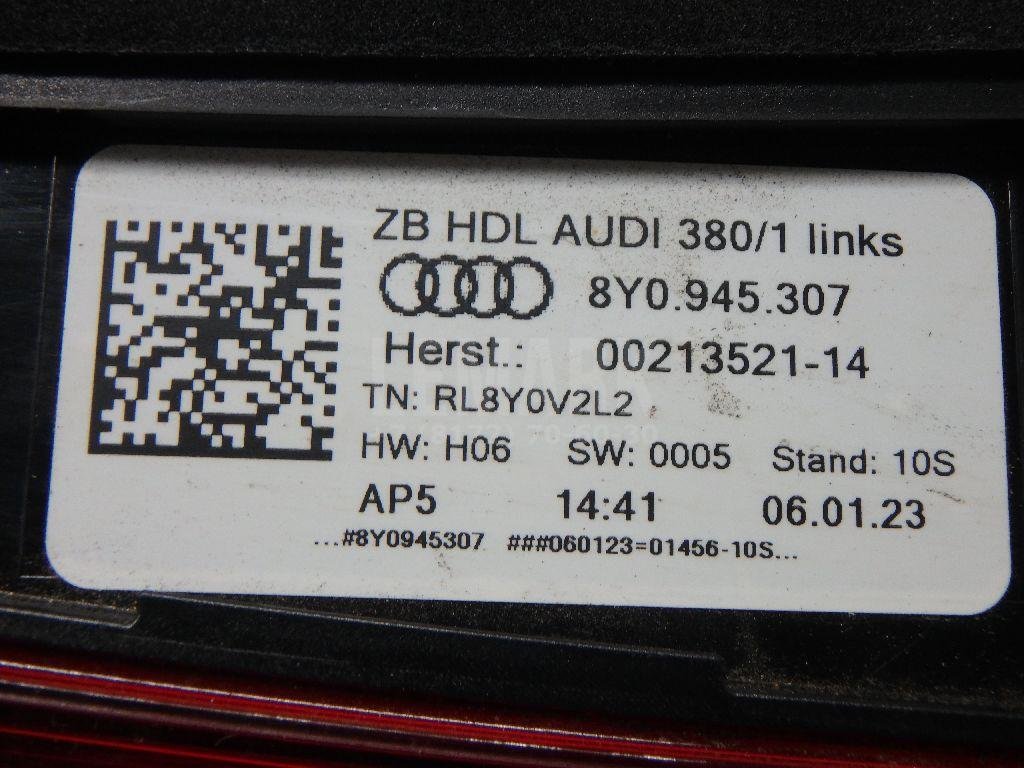 ZB HDL AUDI 380/1 links
8Y0.945.307
Herst.: 00213521-14
TN: RL8Y0V2L2
HW: H06 SW: 0005 Stand: 10S
AP5 14:41 06.01.23
...#8Y0945307 ###060123=01456-10S...